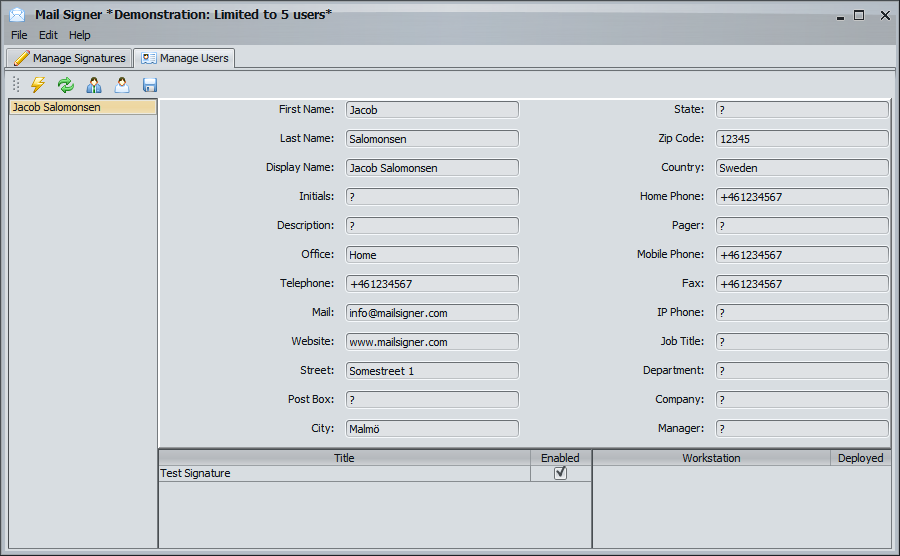 Mail Signer *Demonstration: Limited to 5 users*
File Edit Help
Manage Signatures Manage Users
Jacob Salomonsen
First Name: Jacob State: ?
Last Name: Salomonsen Zip Code: 12345
Display Name: Jacob Salomonsen Country: Sweden
Initials: ? Home Phone: +461234567
Description: ? Pager: ?
Office: Home Mobile Phone: +461234567
Telephone: +461234567 Fax: +461234567
Mail: info@mailsigner.com IP Phone: ?
Website: www.mailsigner.com Job Title: ?
Street: Somestreet 1 Department: ?
Post Box: ? Company: ?
City: Malmö Manager: ?
Title Enabled Workstation Deployed
Test Signature